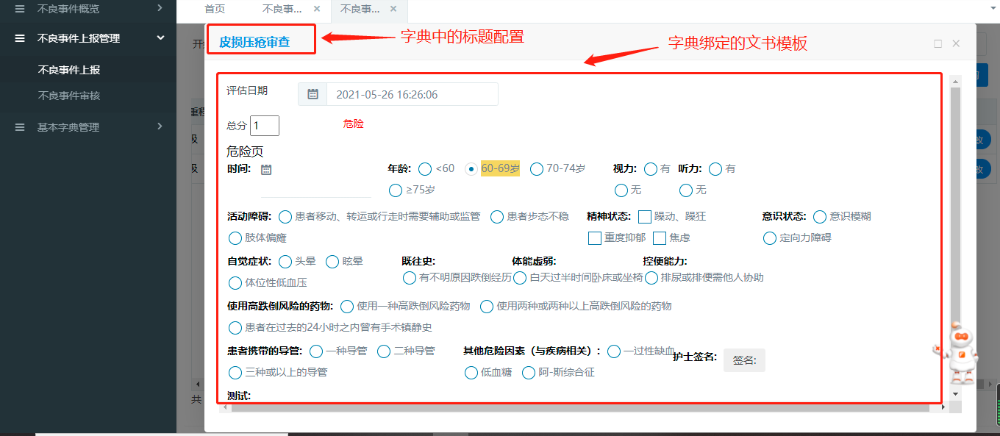 不良事件概览
不良事件上报管理
不良事件上报
不良事件审核
基本字典管理
首页 不良事... 不良事...
皮损压疮审查
字典中的标题配置
字典绑定的文书模板
评估日期 2021-05-26 16:26:06
总分 1 危险
危险页
时间: 年龄: <60 60-69岁 70-74岁 视力: 有 听力: 有
≥75岁 无 无
活动障碍: 患者移动、转运或行走时需要辅助或监管 患者步态不稳 精神状态: 躁动、躁狂 意识状态: 意识模糊
肢体偏瘫 重度抑郁 焦虑 定向力障碍
自觉症状: 头晕 眩晕 既往史: 体能虚弱: 控便能力:
体位性低血压 有不明原因跌倒经历 白天过半时间卧床或坐椅 排尿或排便需他人协助
使用高跌倒风险的药物: 使用一种高跌倒风险药物 使用两种或两种以上高跌倒风险的药物
患者在过去的24小时之内曾有手术镇静史
患者携带的导管: 一种导管 二种导管 其他危险因素（与疾病相关）: 一过性缺血 护士签名: 签名:
三种或以上的导管 低血糖 阿-斯综合征
测试:
共